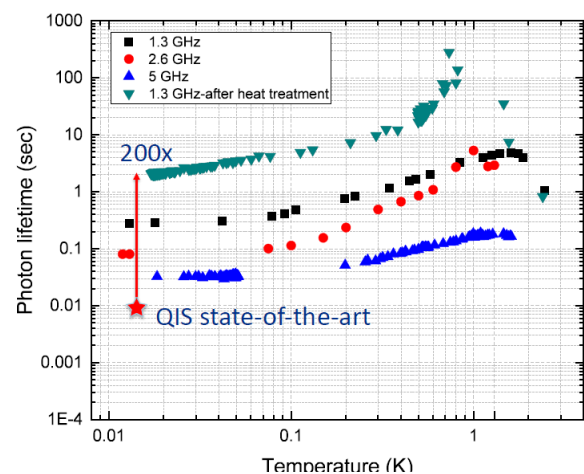 1000
100
10
1
0.1
0.01
0.001
1E-4
Photon lifetime (sec)
1.3 GHz
2.6 GHz
5 GHz
1.3 GHz-after heat treatment
200x
QIS state-of-the-art
0.01
0.1
1
Temperature (K)